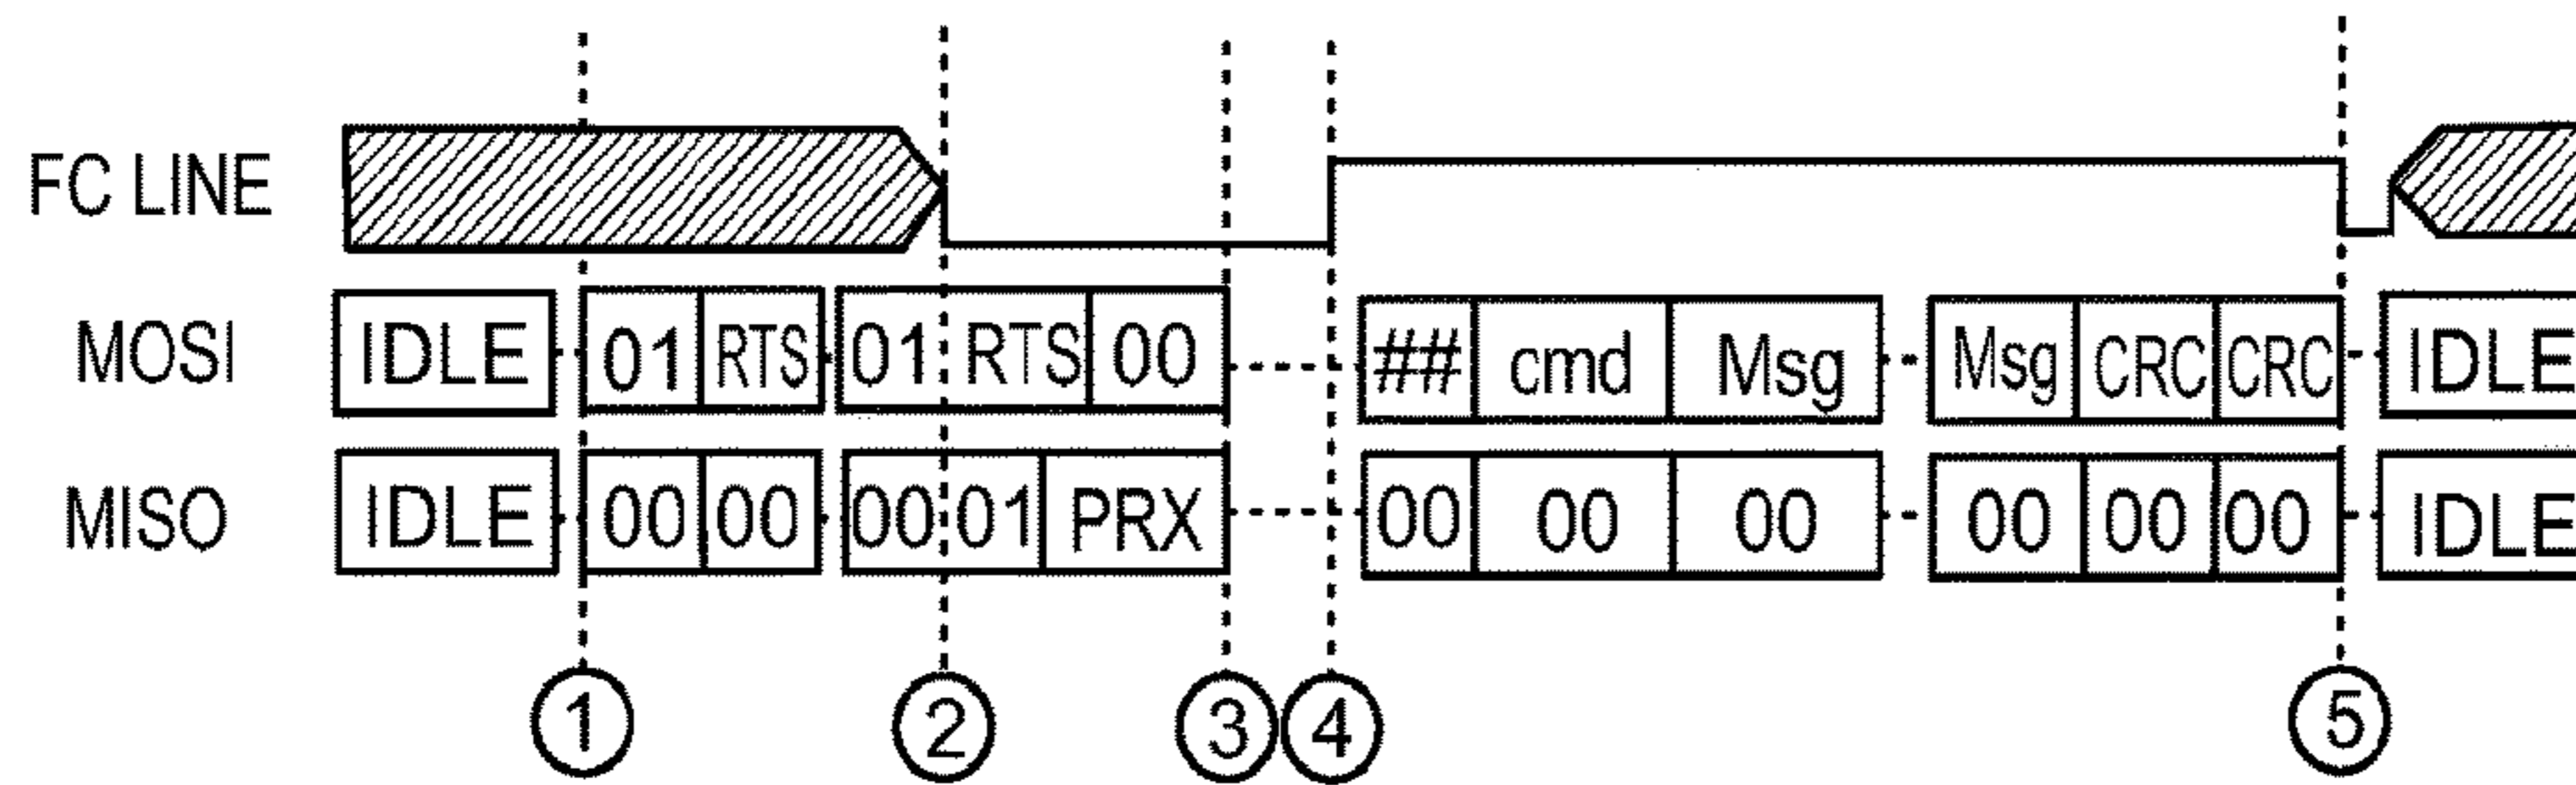 FC LINE
MOSI IDLE 01 RTS 01 RTS 00 ## cmd Msg Msg CRC CRC IDLE
MISO IDLE 00 00 00 01 PRX 00 00 00 00 00 00 IDLE
1 2 3 4 5